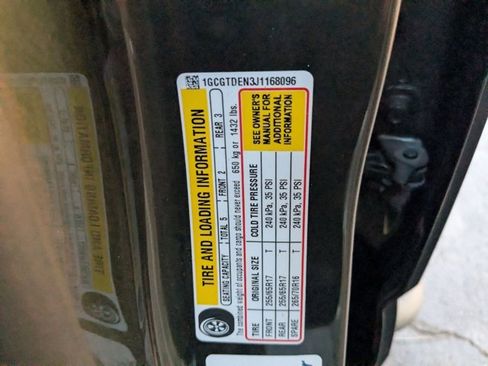 1GCGTDEN3J1168096
TIRE AND LOADING INFORMATION
SEATING CAPACITY TOTAL 5 FRONT 2 REAR 3
The combined weight of occupants and cargo should never exceed 650 kg or 1432 lbs.
TIRE ORIGINAL SIZE COLD TIRE PRESSURE
FRONT 255/65R17 T 240 kPa, 35 PSI
REAR 255/65R17 T 240 kPa, 35 PSI
SPARE 265/70R16 T 240 kPa, 35 PSI
SEE OWNER'S
MANUAL FOR
ADDITIONAL
INFORMATION